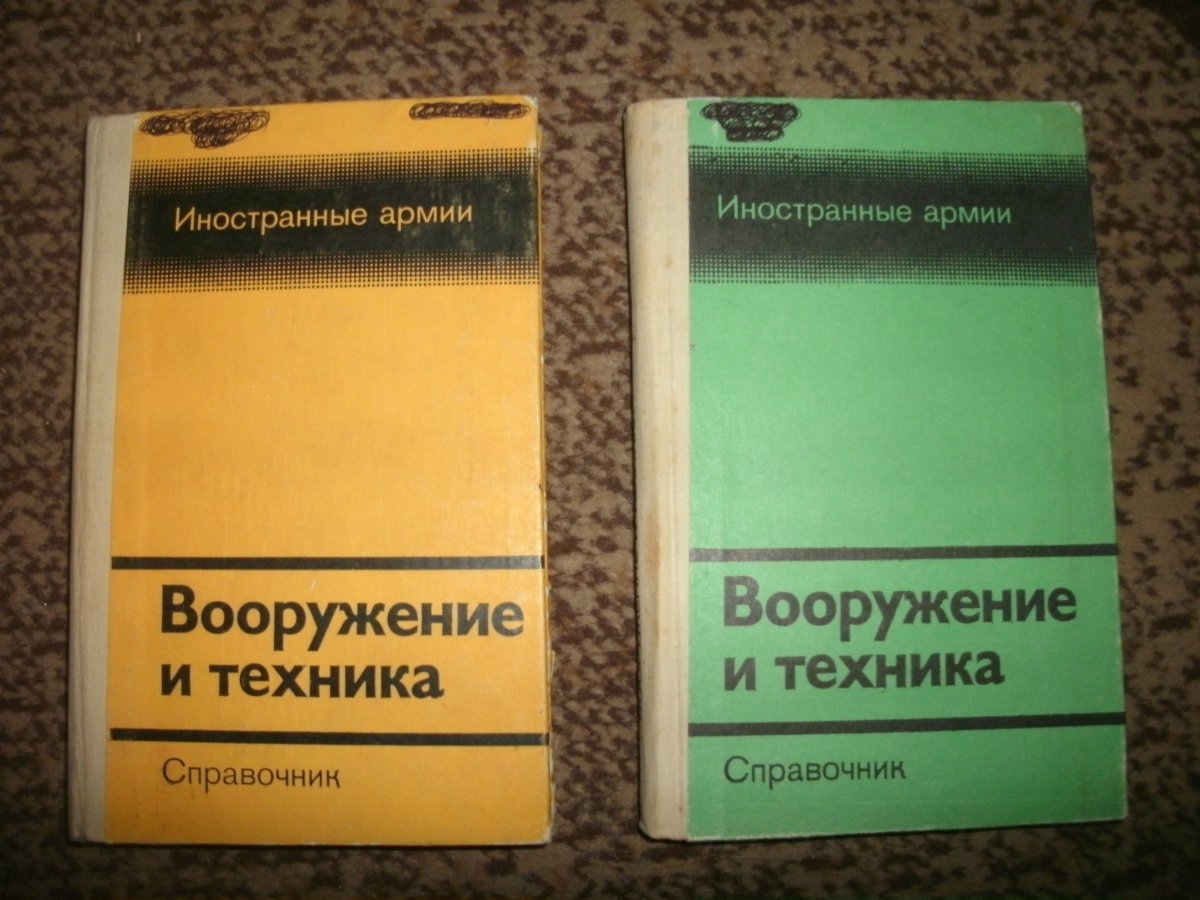 Иностранные армии
Вооружение
и техника
Справочник
Иностранные армии
Вооружение
и техника
Справочник